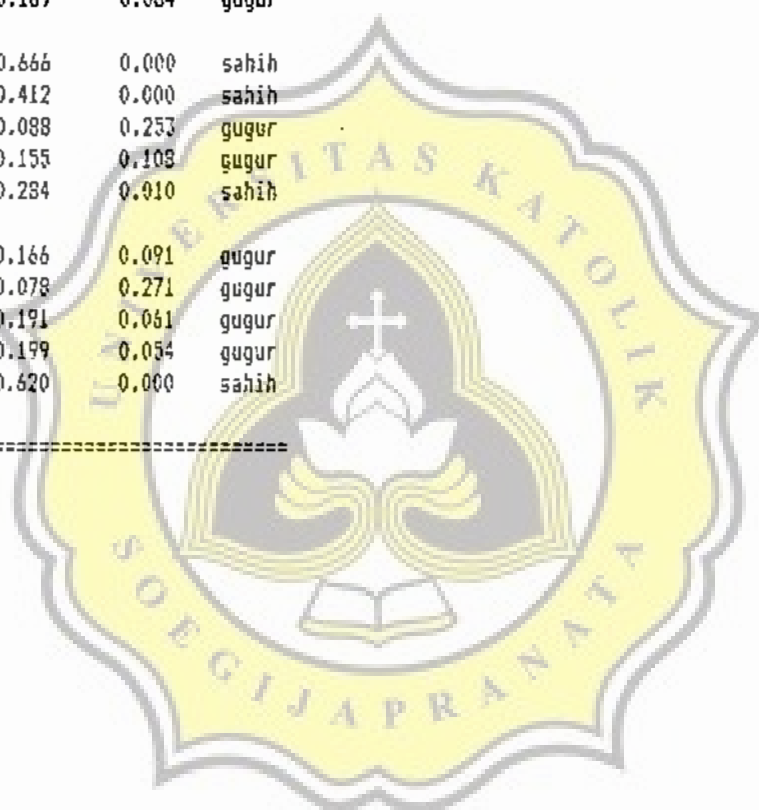 0.666 0.000 sahih
0.412 0.000 sahih
0.088 0.253 gugur
0.155 0.108 gugur
0.284 0.010 sahih
0.166 0.091 gugur
0.078 0.271 gugur
0.191 0.061 gugur
0.199 0.054 gugur
0.620 0.000 sahih
==========================
UNIVERSITAS KATOLIK
SOEGIJAPRANATA